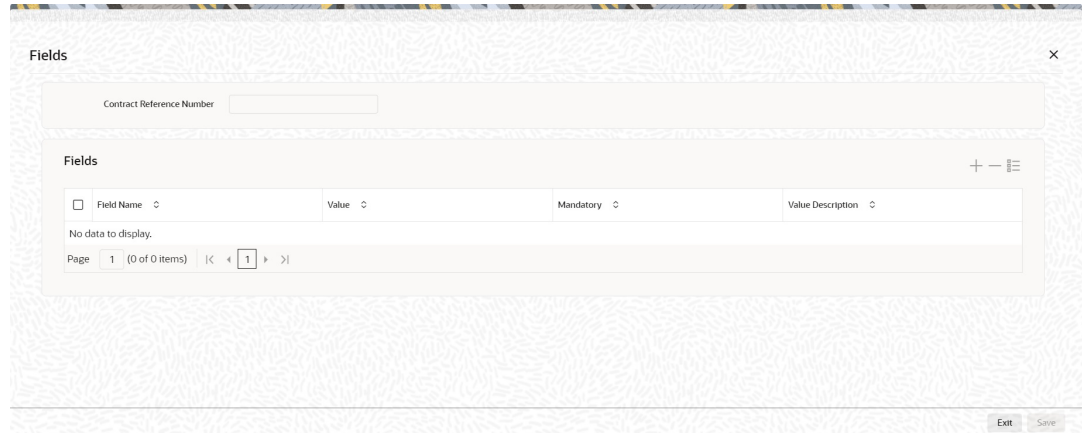 Fields
Contract Reference Number
Fields
Field Name Value Mandatory Value Description
No data to display.
Page 1 (0 of 0 items) 1
Exit Save